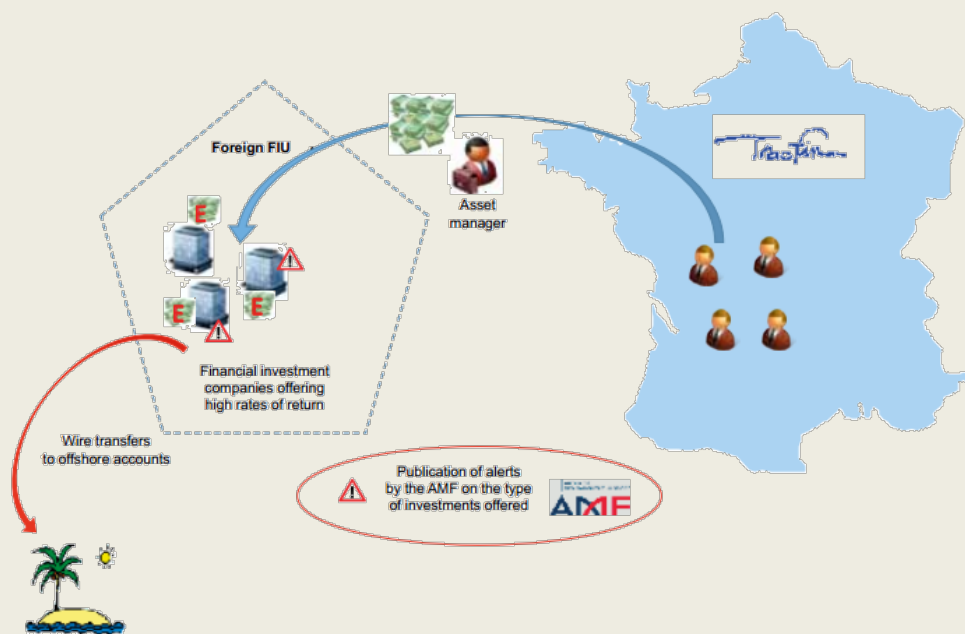 Foreign FIU
Tracfin
Asset
manager
E
E
E
Financial investment
companies offering
high rates of return
Wire transfers
to offshore accounts
Publication of alerts
by the AMF on the type
of investments offered
AMF